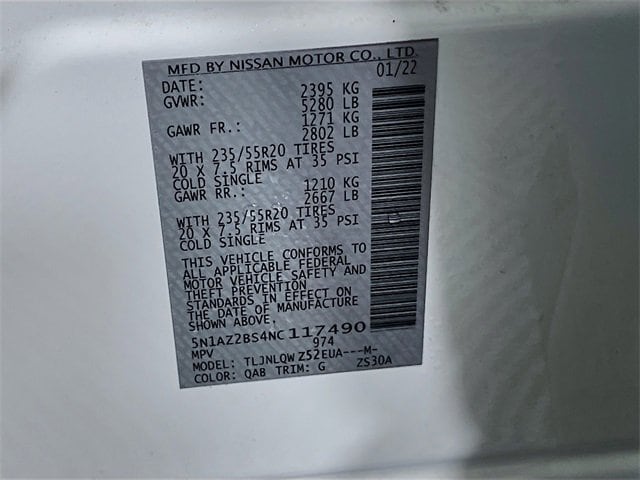 MFD BY NISSAN MOTOR CO., LTD.
DATE: 01/22
GVWR: 2395 KG
5280 LB
GAWR FR.: 1271 KG
2802 LB
WITH 235/55R20 TIRES
20 X 7.5 RIMS AT 35 PSI
COLD SINGLE
GAWR RR.: 1210 KG
2667 LB
WITH 235/55R20 TIRES
20 X 7.5 RIMS AT 35 PSI
COLD SINGLE
THIS VEHICLE CONFORMS TO
ALL APPLICABLE FEDERAL
MOTOR VEHICLE SAFETY AND
THEFT PREVENTION
STANDARDS IN EFFECT ON
THE DATE OF MANUFACTURE
SHOWN ABOVE.
5N1AZ2BS4NC117490
MPV 974
MODEL: TLJNLQW Z52EUA---M-
COLOR: QAB TRIM: G ZS30A